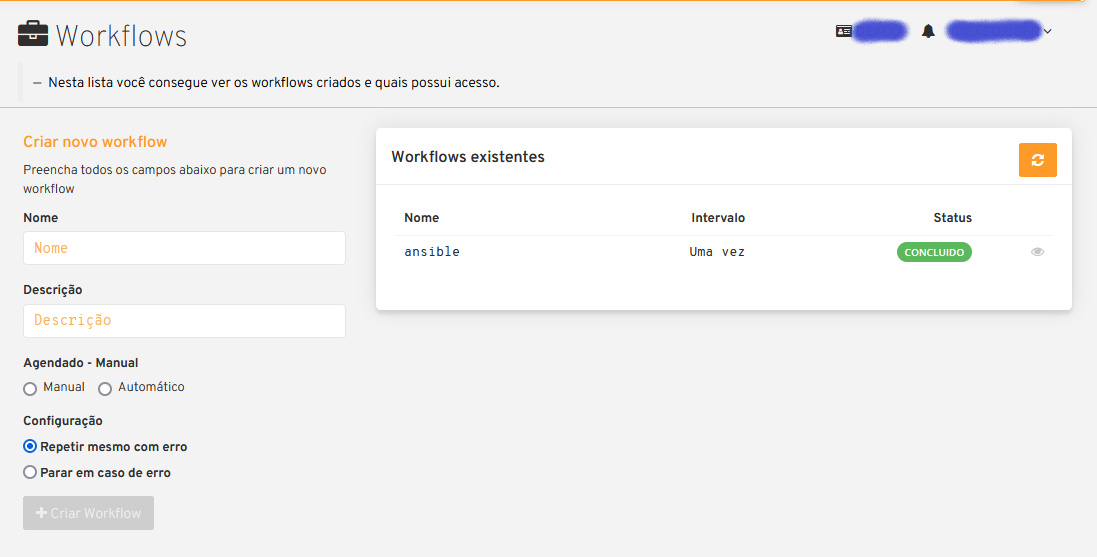 Workflows
– Nesta lista você consegue ver os workflows criados e quais possui acesso.
Criar novo workflow
Preencha todos os campos abaixo para criar um novo
workflow
Nome
Nome
Descrição
Descrição
Agendado - Manual
Manual Automático
Configuração
Repetir mesmo com erro
Parar em caso de erro
+ Criar Workflow
Workflows existentes
Nome Intervalo Status
ansible Uma vez CONCLUIDO